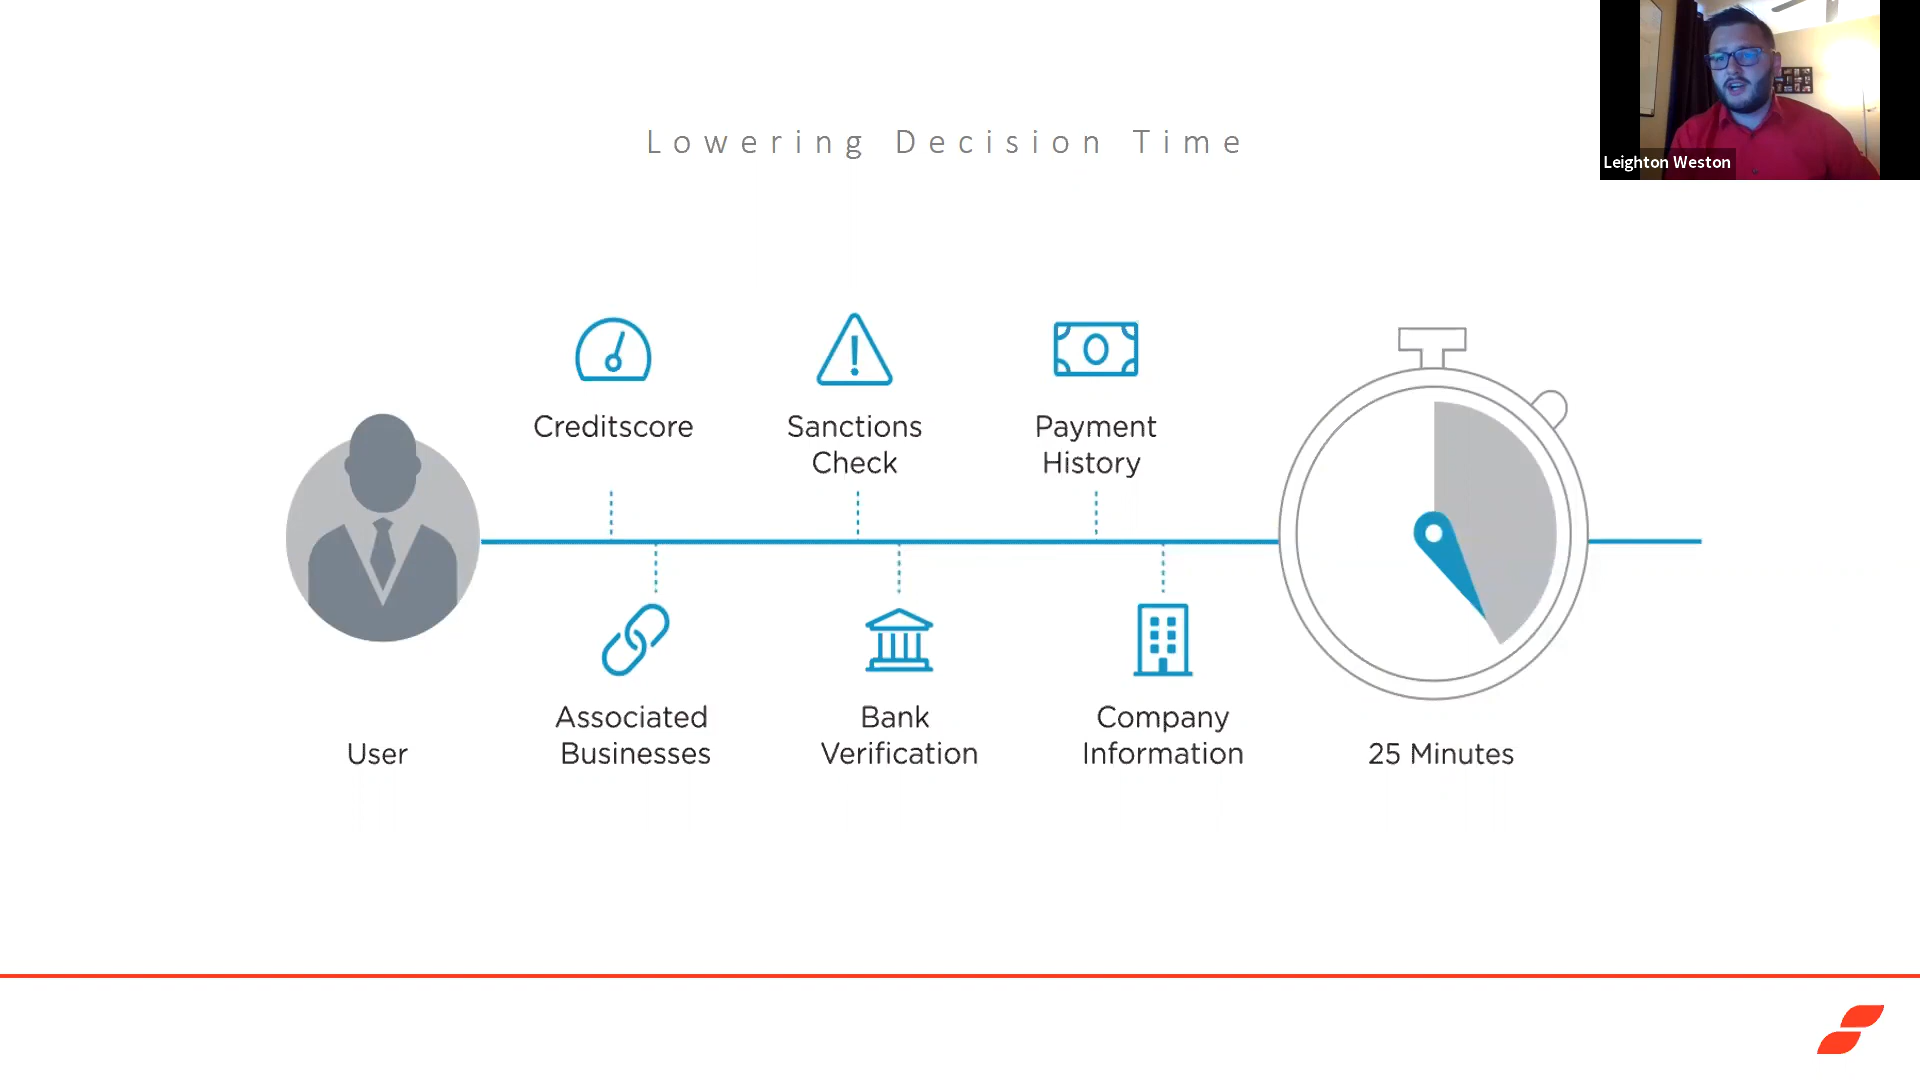 Lowering Decision Time
Leighton Weston
Creditscore
Sanctions
Check
Payment
History
Associated
Businesses
Bank
Verification
Company
Information
User
25 Minutes